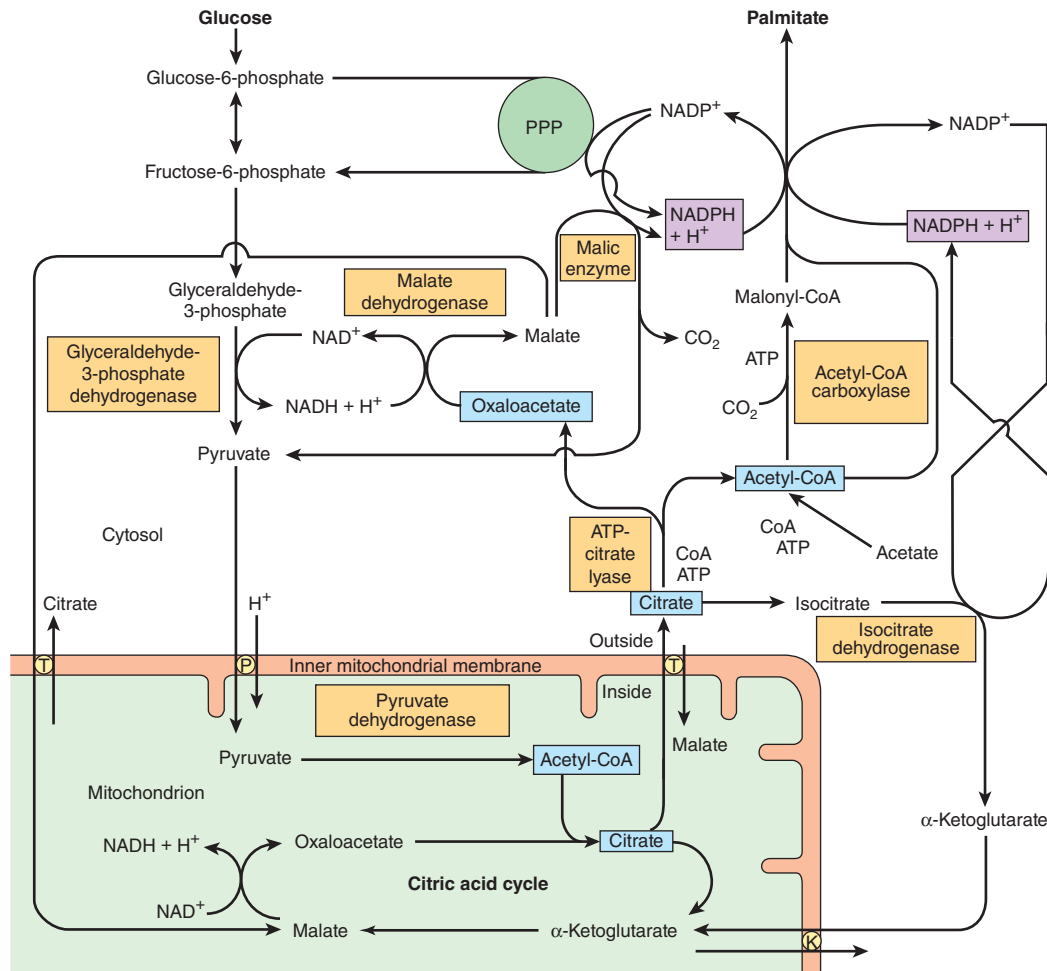 Glucose
Palmitate
Glucose-6-phosphate
PPP
NADP⁺
NADP⁺
Fructose-6-phosphate
NADPH
+ H⁺
NADPH + H⁺
Malic
enzyme
Malate
dehydrogenase
Glyceraldehyde-
3-phosphate
Malonyl-CoA
NAD⁺
Malate
CO₂
ATP
Acetyl-CoA
carboxylase
Glyceraldehyde-
3-phosphate
dehydrogenase
NADH + H⁺
Oxaloacetate
CO₂
Pyruvate
Acetyl-CoA
Cytosol
ATP-
citrate
lyase
CoA
ATP
CoA
ATP
Acetate
Citrate
H⁺
Citrate
Isocitrate
Outside
Isocitrate
dehydrogenase
T
P
Inner mitochondrial membrane
T
Inside
Pyruvate
dehydrogenase
Malate
Pyruvate
Acetyl-CoA
Mitochondrion
α-Ketoglutarate
NADH + H⁺
Oxaloacetate
Citrate
Citric acid cycle
NAD⁺
Malate
α-Ketoglutarate
K